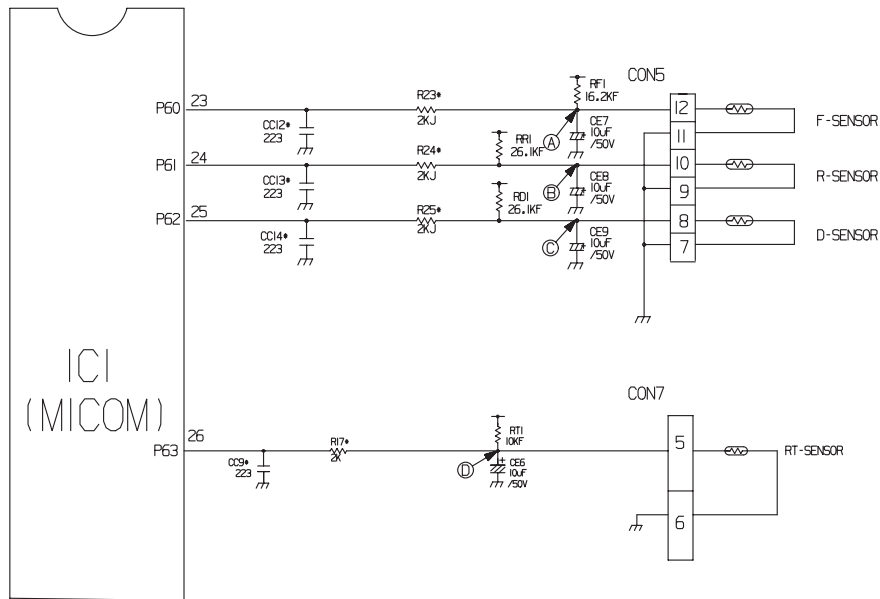 CON5
RF1
16.2KF
P60 23
R23*
2KJ
CC12*
223
RR1
26.1KF
A
CE7
10uF
/50V
12
11
F-SENSOR
P61 24
R24*
2KJ
CC13*
223
RD1
26.1KF
B
CE8
10uF
/50V
10
9
R-SENSOR
P62 25
R25*
2KJ
CC14*
223
C
CE9
10uF
/50V
8
7
D-SENSOR
IC1
(MICOM)
CON7
P63 26
R17*
2K
CC9*
223
RT1
10KF
D
CE6
10uF
/50V
5
6
RT-SENSOR